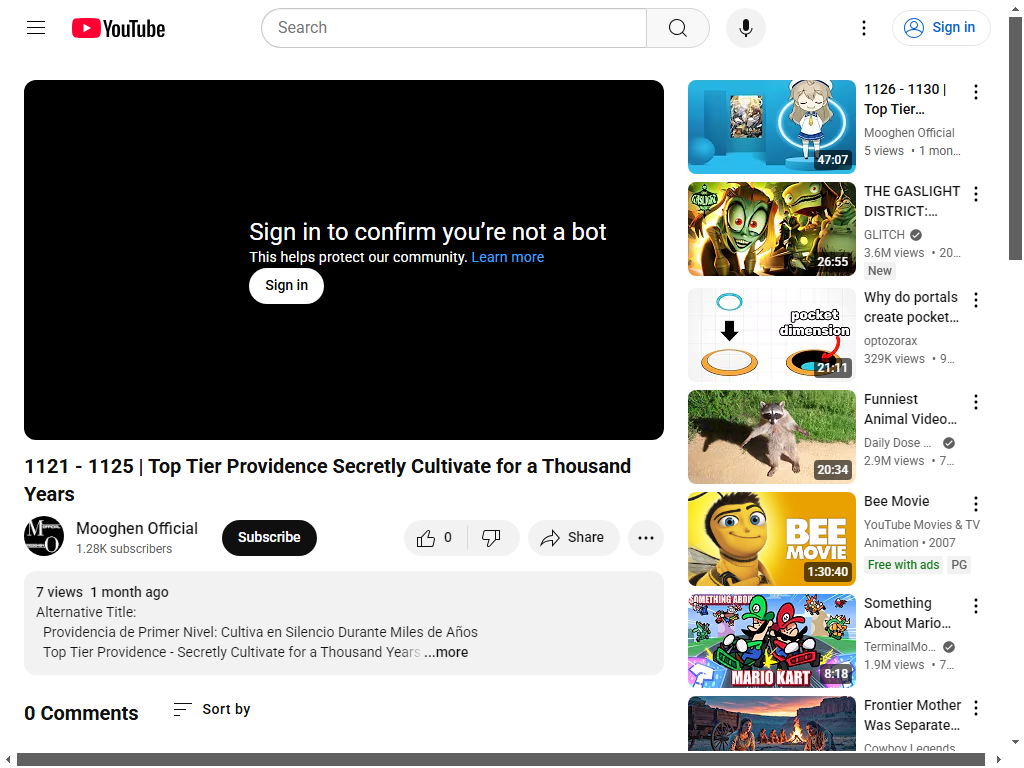 YouTube
Search
Sign in
Sign in to confirm you're not a bot
This helps protect our community. Learn more
Sign in
1121 - 1125 | Top Tier Providence Secretly Cultivate for a Thousand
Years
Mooghen Official
1.28K subscribers
Subscribe
0
Share
7 views 1 month ago
Alternative Title:
Providencia de Primer Nivel: Cultiva en Silencio Durante Miles de Años
Top Tier Providence - Secretly Cultivate for a Thousand Years ...more
0 Comments
Sort by
47:07
1126 - 1130 |
Top Tier...
Mooghen Official
5 views • 1 mon...
GASLIGHT
26:55
THE GASLIGHT
DISTRICT:...
GLITCH
3.6M views • 20...
New
pocket
dimension
21:11
Why do portals
create pocket...
optozorax
329K views • 9...
20:34
Funniest
Animal Video...
Daily Dose ...
2.9M views • 7...
BEE
MOVIE
1:30:40
Bee Movie
YouTube Movies & TV
Animation • 2007
Free with ads PG
SOMETHING ABOUT
MARIO KART
8:18
Something
About Mario...
TerminalMo...
1.9M views • 7...
Frontier Mother
Was Separate...
Cowboy Legends